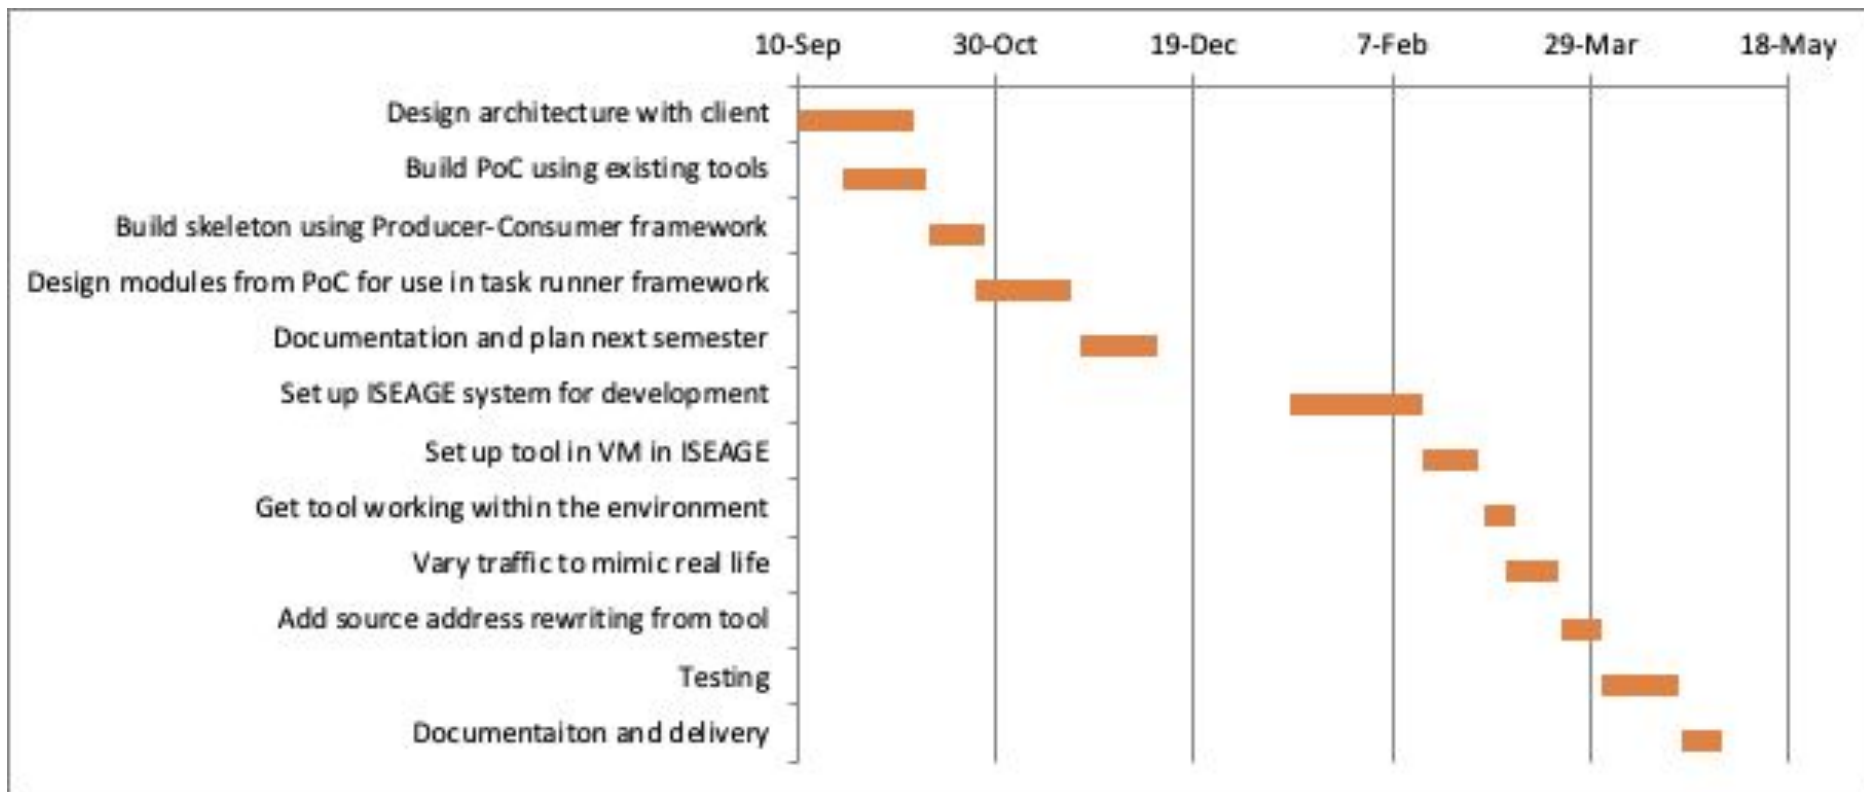 10-Sep 30-Oct 19-Dec 7-Feb 29-Mar 18-May
Design architecture with client
Build PoC using existing tools
Build skeleton using Producer-Consumer framework
Design modules from PoC for use in task runner framework
Documentation and plan next semester
Set up ISEAGE system for development
Set up tool in VM in ISEAGE
Get tool working within the environment
Vary traffic to mimic real life
Add source address rewriting from tool
Testing
Documentaiton and delivery